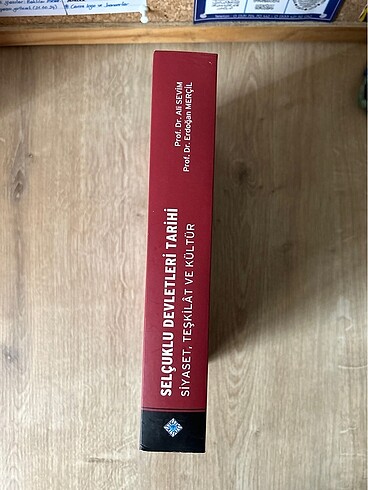 Prof. Dr. Ali SEVİM
Prof. Dr. Erdoğan MERÇİL
SELÇUKLU DEVLETLERİ TARİHİ
SİYASET, TEŞKİLÂT VE KÜLTÜR